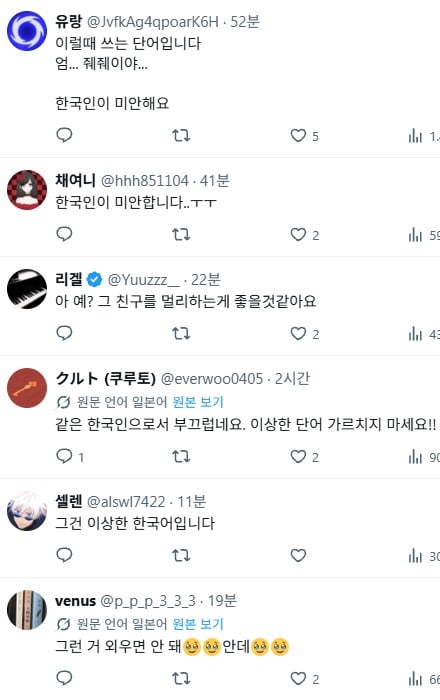 유랑 @JvfkAg4qpoarK6H · 52분
이럴때 쓰는 단어입니다
엄... 줴줴이야...
한국인이 미안해요
5
1.
채여니 @hhh851104 · 41분
한국인이 미안합니다..ㅜㅜ
2
59
리겔 @Yuuzzz__ · 22분
아 예? 그 친구를 멀리하는게 좋을것같아요
2
43
クルト (쿠루토) @everwoo0405 · 2시간
원문 언어 일본어 원본 보기
같은 한국인으로서 부끄럽네요. 이상한 단어 가르치지 마세요!!
1
2
90
셀렌 @alswl7422 · 11분
그건 이상한 한국어입니다
30
venus @p_p_p_3_3_3 · 19분
원문 언어 일본어 원본 보기
그런 거 외우면 안 돼🥹🥹안데🥹🥹
2
66